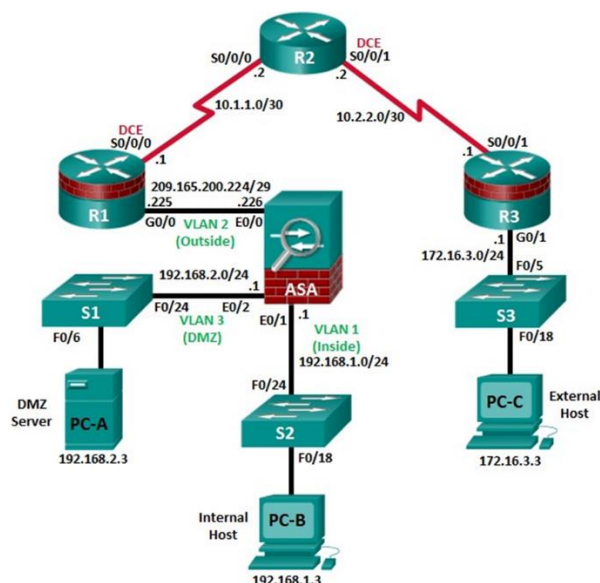 DCE
S0/0/0
S0/0/1
R2
.2
.2
10.1.1.0/30
10.2.2.0/30
DCE
S0/0/0
.1
S0/0/1
.1
R1
209.165.200.224/29
.225
.226
G0/0
E0/0
VLAN 2
(Outside)
R3
.1
G0/1
172.16.3.0/24
F0/5
192.168.2.0/24
.1
ASA
S1
F0/24
E0/2
VLAN 3
(DMZ)
E0/1
.1
VLAN 1
(Inside)
192.168.1.0/24
S3
F0/18
F0/6
DMZ
Server
PC-A
192.168.2.3
F0/24
S2
F0/18
PC-C
External
Host
172.16.3.3
Internal
Host
PC-B
192.168.1.3